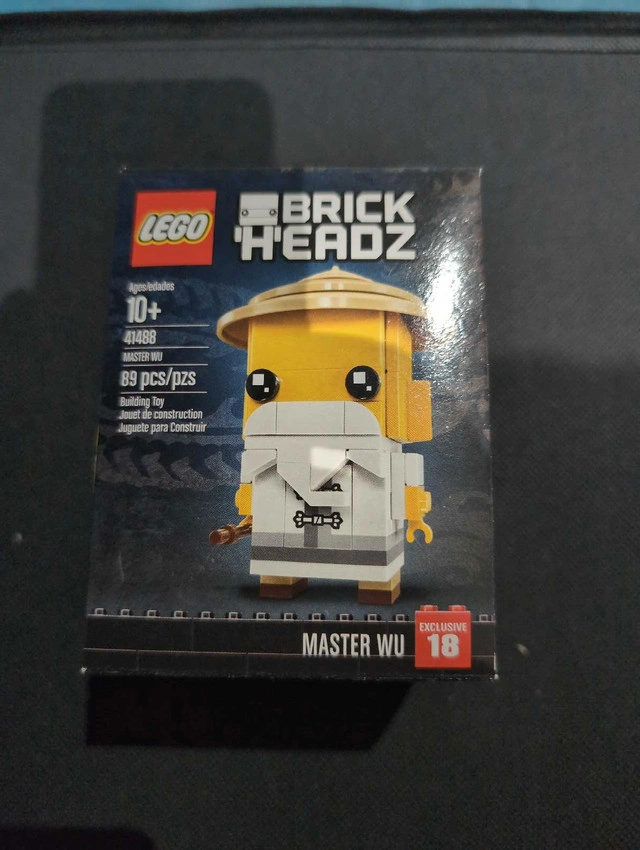 LEGO
BRICK
HEADZ
Ages/edades
10+
41488
MASTER WU
89 pcs/pzs
Building Toy
Jouet de construction
Juguete para Construir
MASTER WU
EXCLUSIVE
18